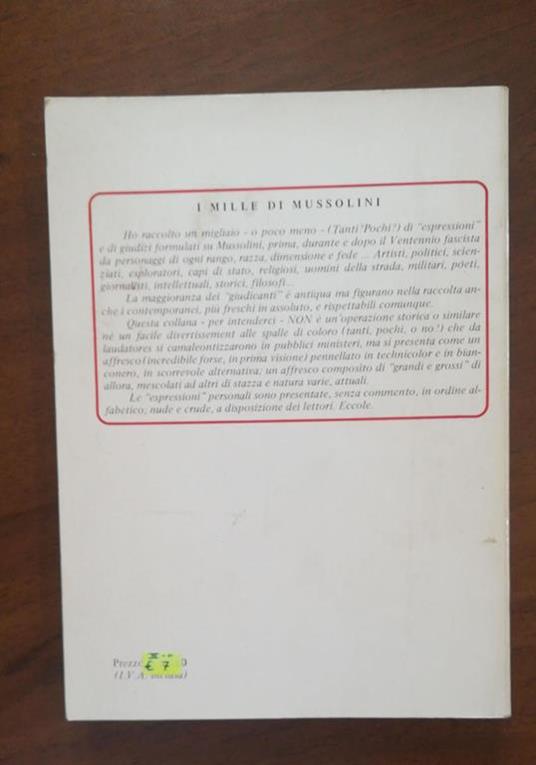 I MILLE DI MUSSOLINI
Ho raccolto un migliaio - o poco meno - (Tanti? Pochi?) di "espressioni"
e di giudizi formulati su Mussolini, prima, durante e dopo il Ventennio fascista
da personaggi di ogni rango, razza, dimensione e fede ... Artisti, politici, scien-
ziati, esploratori, capi di stato, religiosi, uomini della strada, militari, poeti,
giornalisti, intellettuali, storici, filosofi...
La maggioranza dei "giudicanti" è antiqua ma figurano nella raccolta an-
che i contemporanei, più freschi in assoluto, e rispettabili comunque.
Questa collana - per intenderci - NON è un'operazione storica o similare
nè un facile divertissement alle spalle di coloro (tanti, pochi, o no?) che da
laudatores si camaleontizzarono in pubblici ministeri, ma si presenta come un
affresco (incredibile forse, in prima visione) pennellato in technicolor e in bian-
conero, in scorrevole alternativa; un affresco composito di "grandi e grossi" di
allora, mescolati ad altri di stazza e natura varie, attuali.
Le "espressioni" personali sono presentate, senza commento, in ordine al-
fabetico; nude e crude, a disposizione dei lettori. Eccole.
€ 7
(I.V.A.